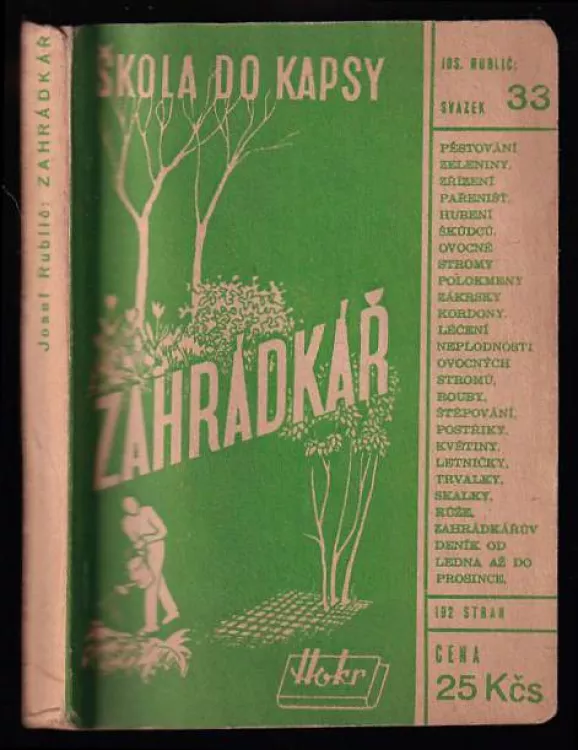 Josef Rublič: ZAHRÁDKÁŘ
ŠKOLA DO KAPSY
ZAHRÁDKÁŘ
Hokr
JOS. RUBLIČ:
SVAZEK 33
PĚSTOVÁNÍ
ZELENINY,
ZŘÍZENÍ
PAŘENIŠŤ,
HUBENÍ
ŠKŮDCŮ,
OVOCNÉ
STROMY
POLOKMENY
ZÁKRSKY
KORDONY,
LÉČENÍ
NEPLODNOSTI
OVOCNÝCH
STROMŮ,
ROUBY,
ŠTĚPOVÁNÍ,
POSTŘIKY,
KVĚTINY,
LETNIČKY,
TRVALKY,
SKALKY,
RŮŽE,
ZAHRÁDKÁŘŮV
DENÍK OD
LEDNA AŽ DO
PROSINCE,
192 STRAN
CENA
25 Kčs